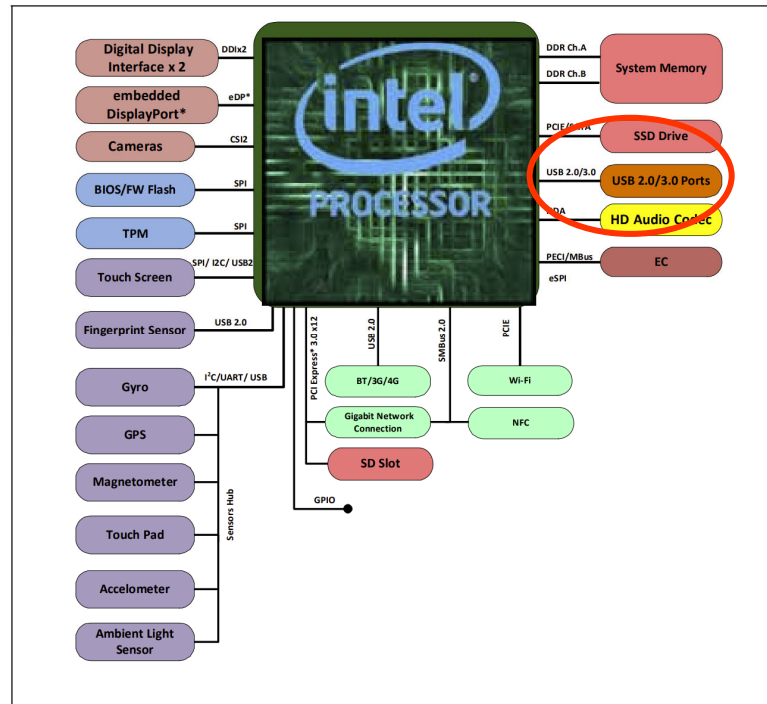 Digital Display
Interface x 2
DDIx2
embedded
DisplayPort*
eDP*
Cameras
CSI2
BIOS/FW Flash
SPI
TPM
SPI
Touch Screen
SPI/ I2C/ USB2
Fingerprint Sensor
USB 2.0
Gyro
I²C/UART/ USB
GPS
Magnetometer
Touch Pad
Accelometer
Ambient Light
Sensor
Sensors Hub
intel
PROCESSOR
DDR Ch.A
DDR Ch.B
System Memory
PCIE/SATA
SSD Drive
USB 2.0/3.0
USB 2.0/3.0 Ports
HDA
HD Audio Codec
PECI/MBus
eSPI
EC
PCI Express* 3.0 x12
USB 2.0
SMBus 2.0
PCIE
BT/3G/4G
Wi-Fi
Gigabit Network
Connection
NFC
SD Slot
GPIO